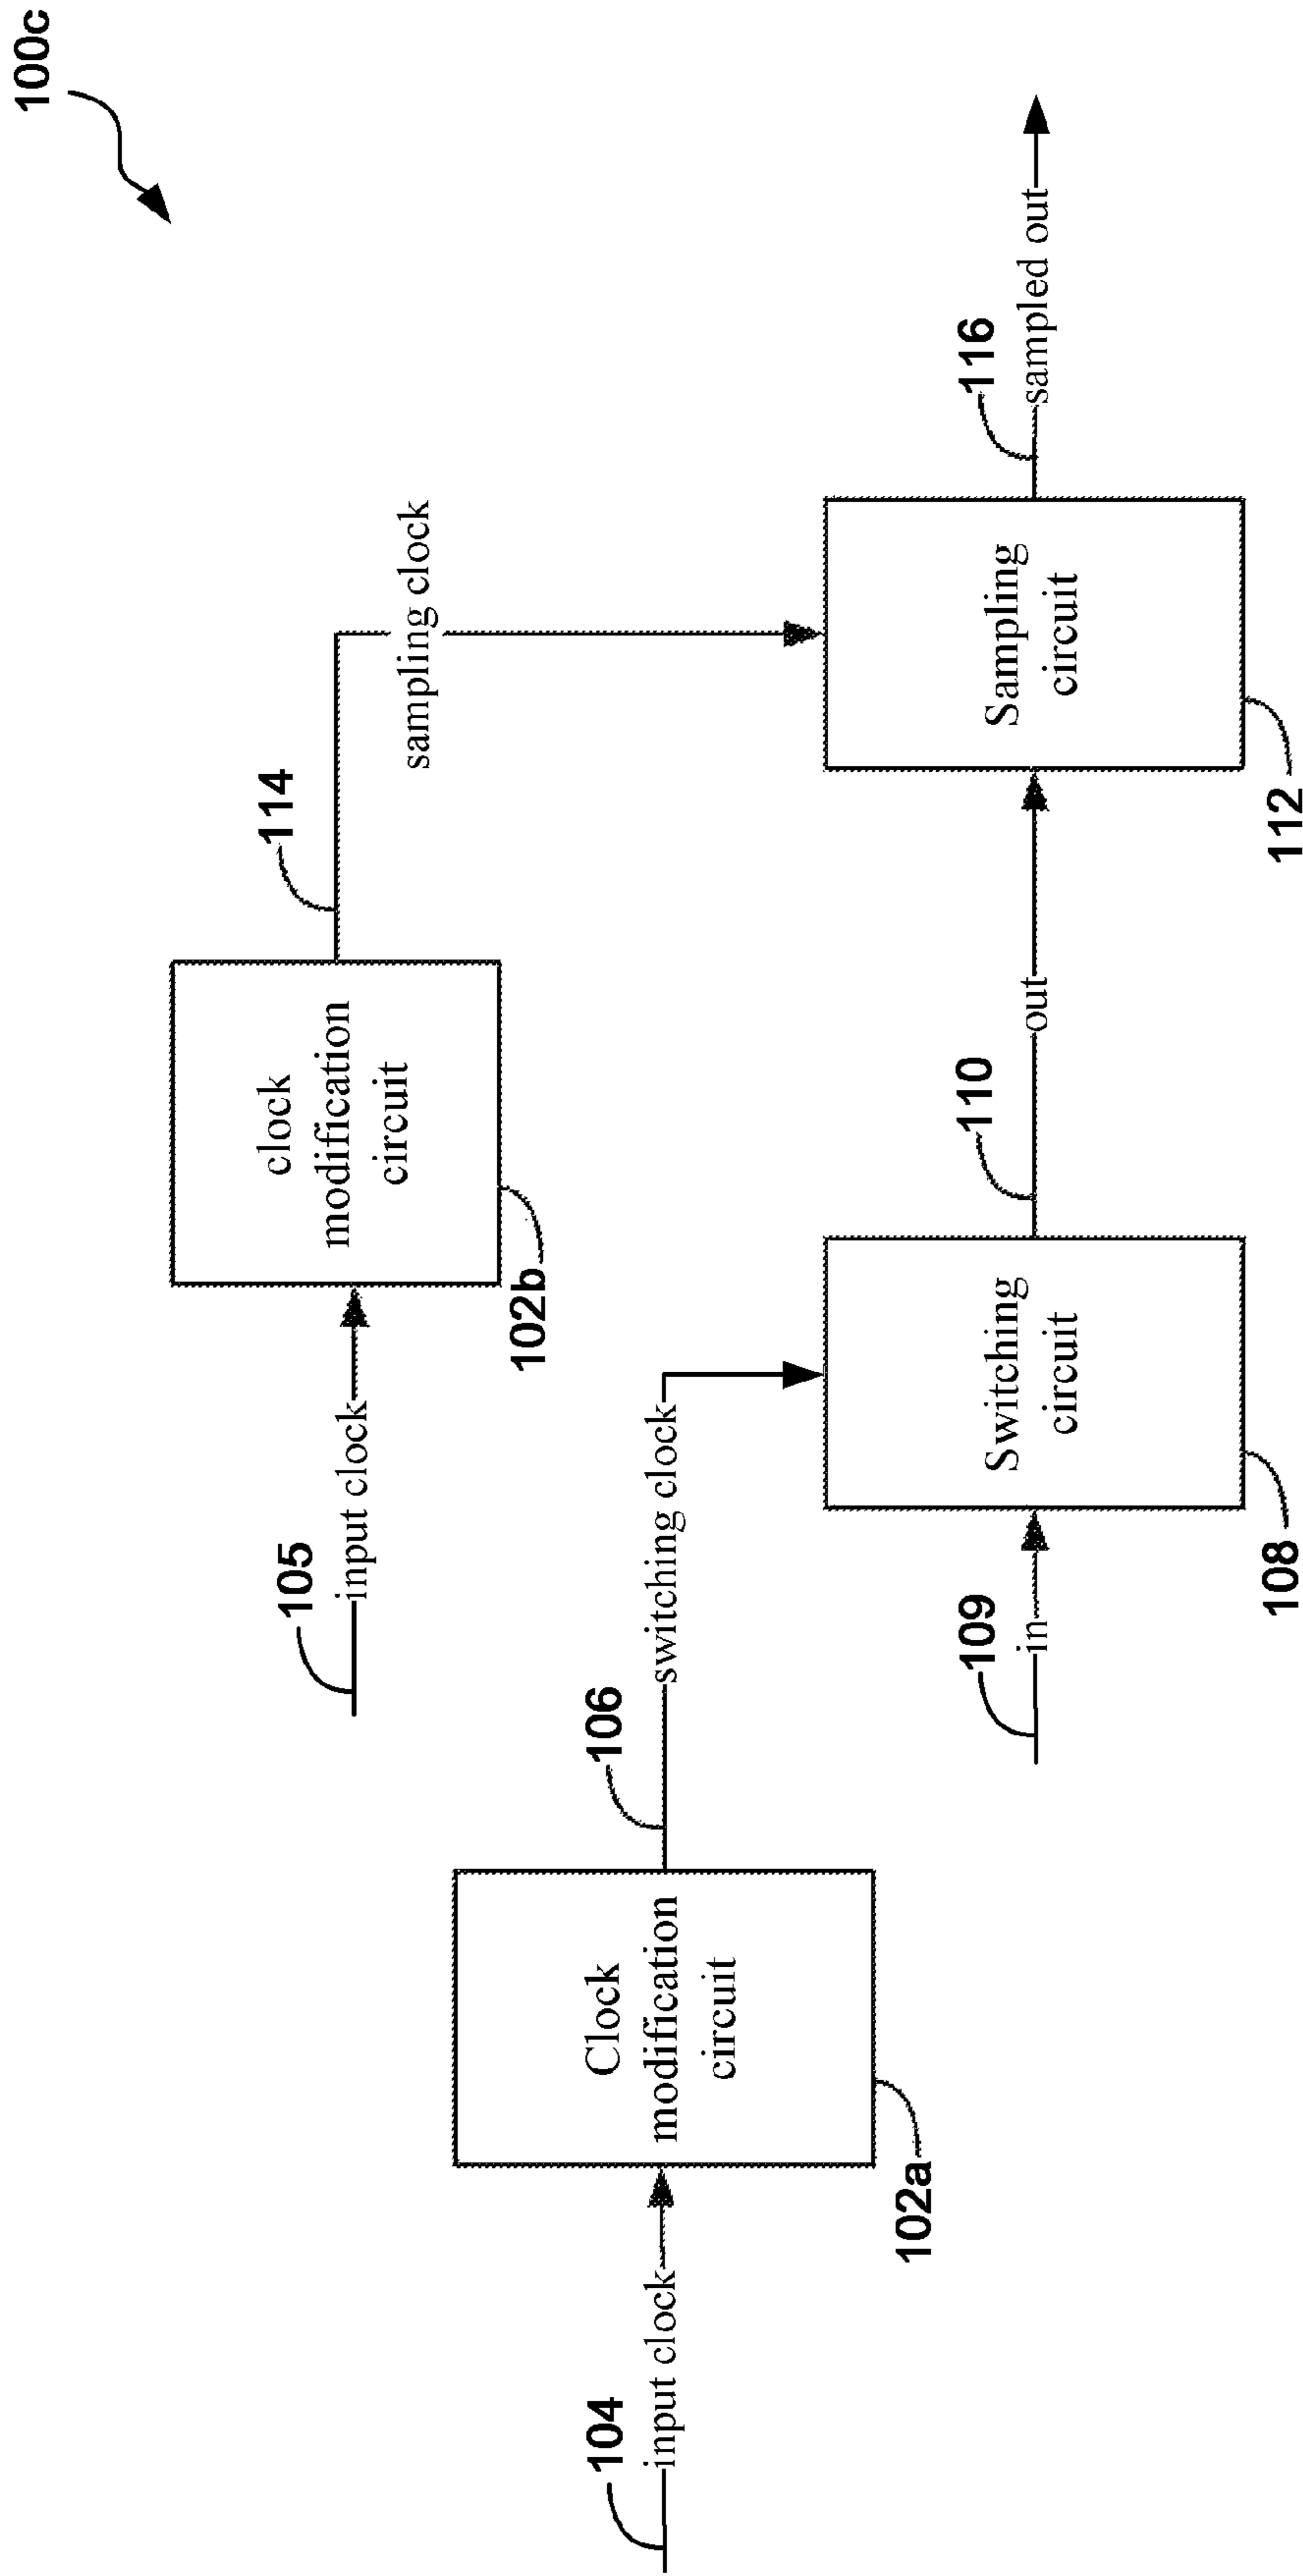 100c
105
input clock
clock
modification
circuit
102b
114
sampling clock
104
input clock
Clock
modification
circuit
102a
106
switching clock
109
in
Switching
circuit
108
110
out
Sampling
circuit
112
116
sampled out